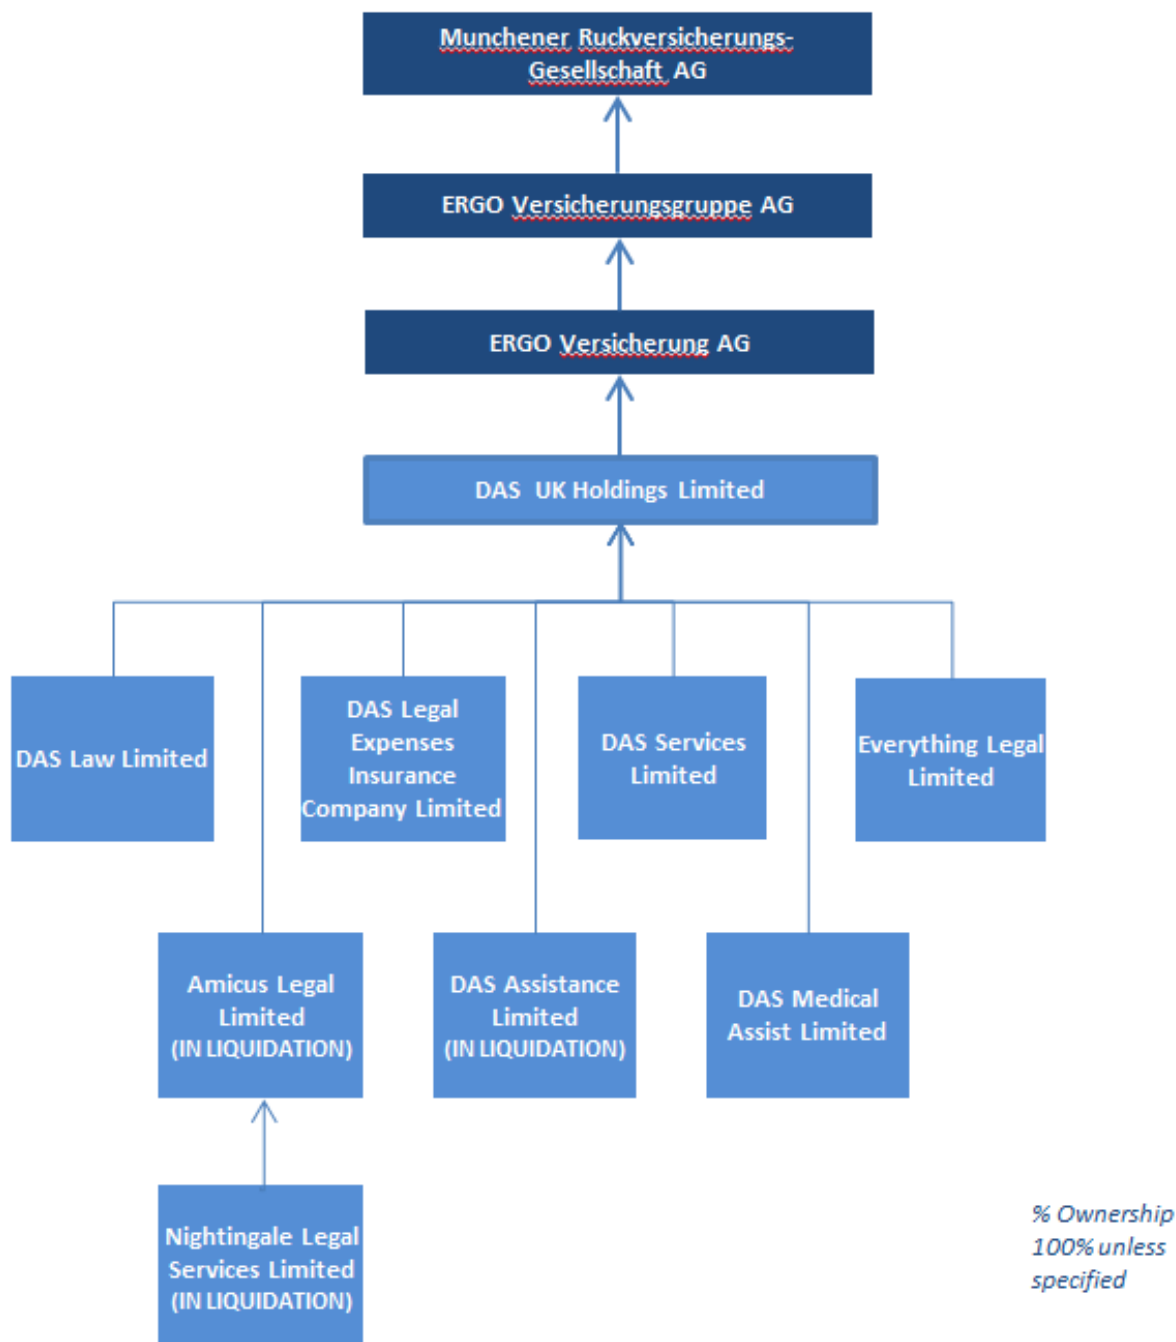 Munchener Ruckversicherungs-
Gesellschaft AG
ERGO Versicherungsgruppe AG
ERGO Versicherung AG
DAS UK Holdings Limited
DAS Law Limited
DAS Legal
Expenses
Insurance
Company Limited
DAS Services
Limited
Everything Legal
Limited
Amicus Legal
Limited
(IN LIQUIDATION)
DAS Assistance
Limited
(IN LIQUIDATION)
DAS Medical
Assist Limited
Nightingale Legal
Services Limited
(IN LIQUIDATION)
% Ownership
100% unless
specified